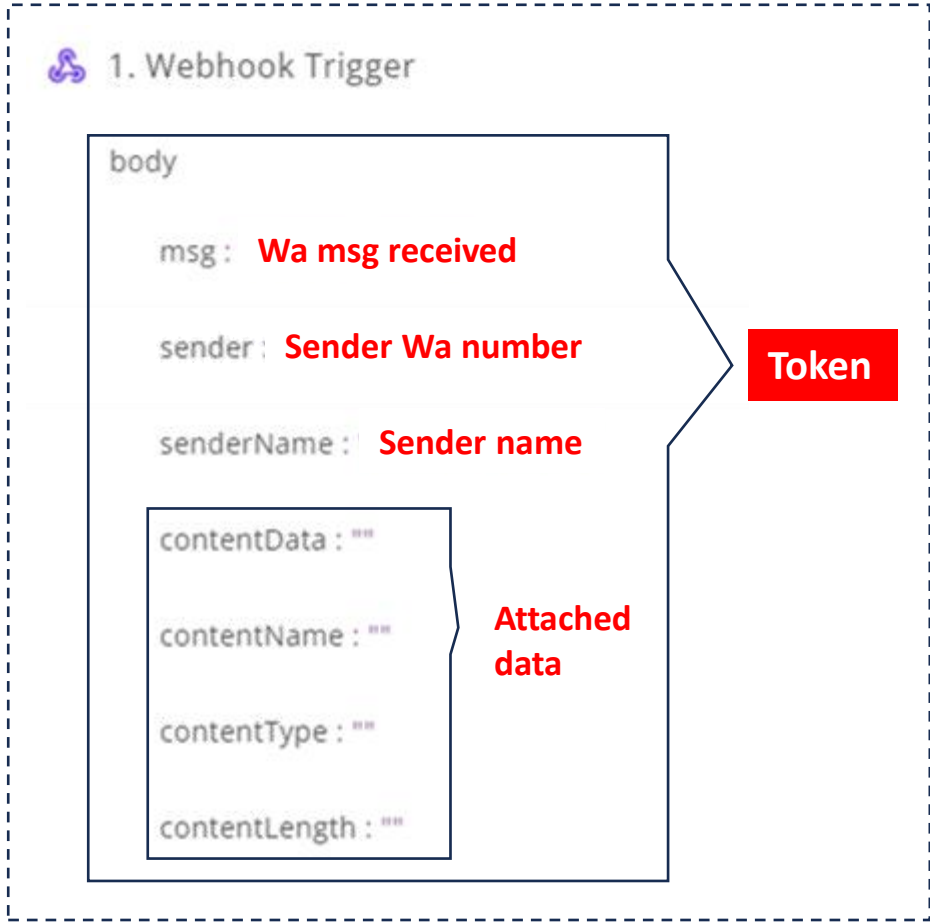 1. Webhook Trigger
body
msg : Wa msg received
sender : Sender Wa number
Token
senderName : Sender name
contentData : ""
contentName : ""
Attached
data
contentType : ""
contentLength : ""